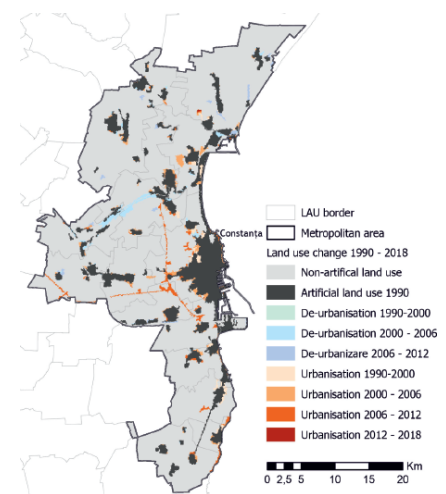 Constanța
LAU border
Metropolitan area
Land use change 1990 - 2018
Non-artifical land use
Artificial land use 1990
De-urbanisation 1990-2000
De-urbanisation 2000 - 2006
De-urbanizare 2006 - 2012
Urbanisation 1990-2000
Urbanisation 2000 - 2006
Urbanisation 2006 - 2012
Urbanisation 2012 - 2018
Km
0 2,5 5 10 15 20